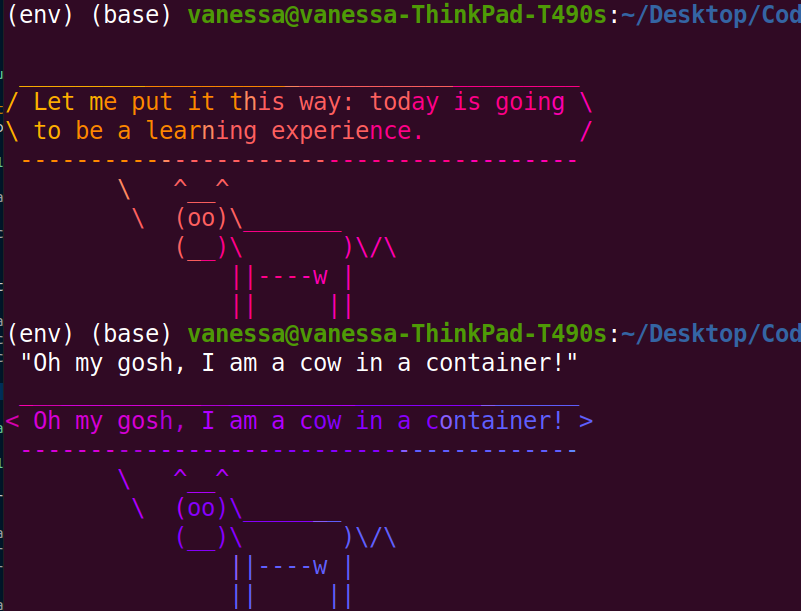 (env) (base) vanessa@vanessa-ThinkPad-T490s:~/Desktop/Cod
 _______________________________________
/ Let me put it this way: today is going \
\ to be a learning experience.           /
 ----------------------------------------
        \   ^__^
         \  (oo)\_______
            (__)\       )\/\
                ||----w |
                ||     ||
(env) (base) vanessa@vanessa-ThinkPad-T490s:~/Desktop/Cod
 "Oh my gosh, I am a cow in a container!"
 ________________________________________
< Oh my gosh, I am a cow in a container! >
 ----------------------------------------
        \   ^__^
         \  (oo)\_______
            (__)\       )\/\
                ||----w |
                ||     ||